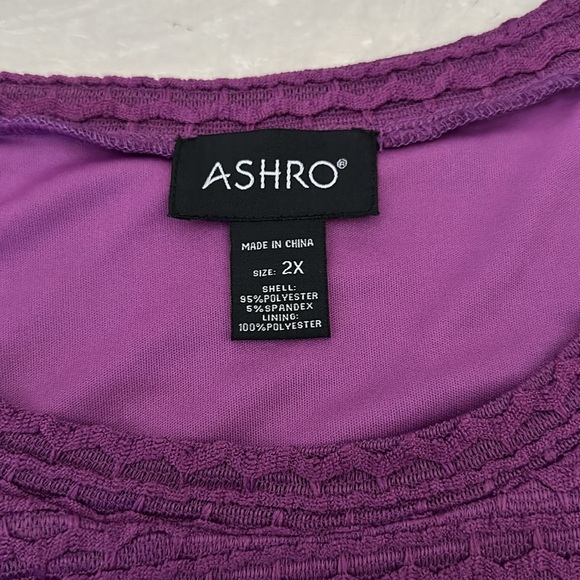 ASHRO®
MADE IN CHINA
SIZE: 2X
SHELL:
95%POLYESTER
5%SPANDEX
LINING:
100%POLYESTER